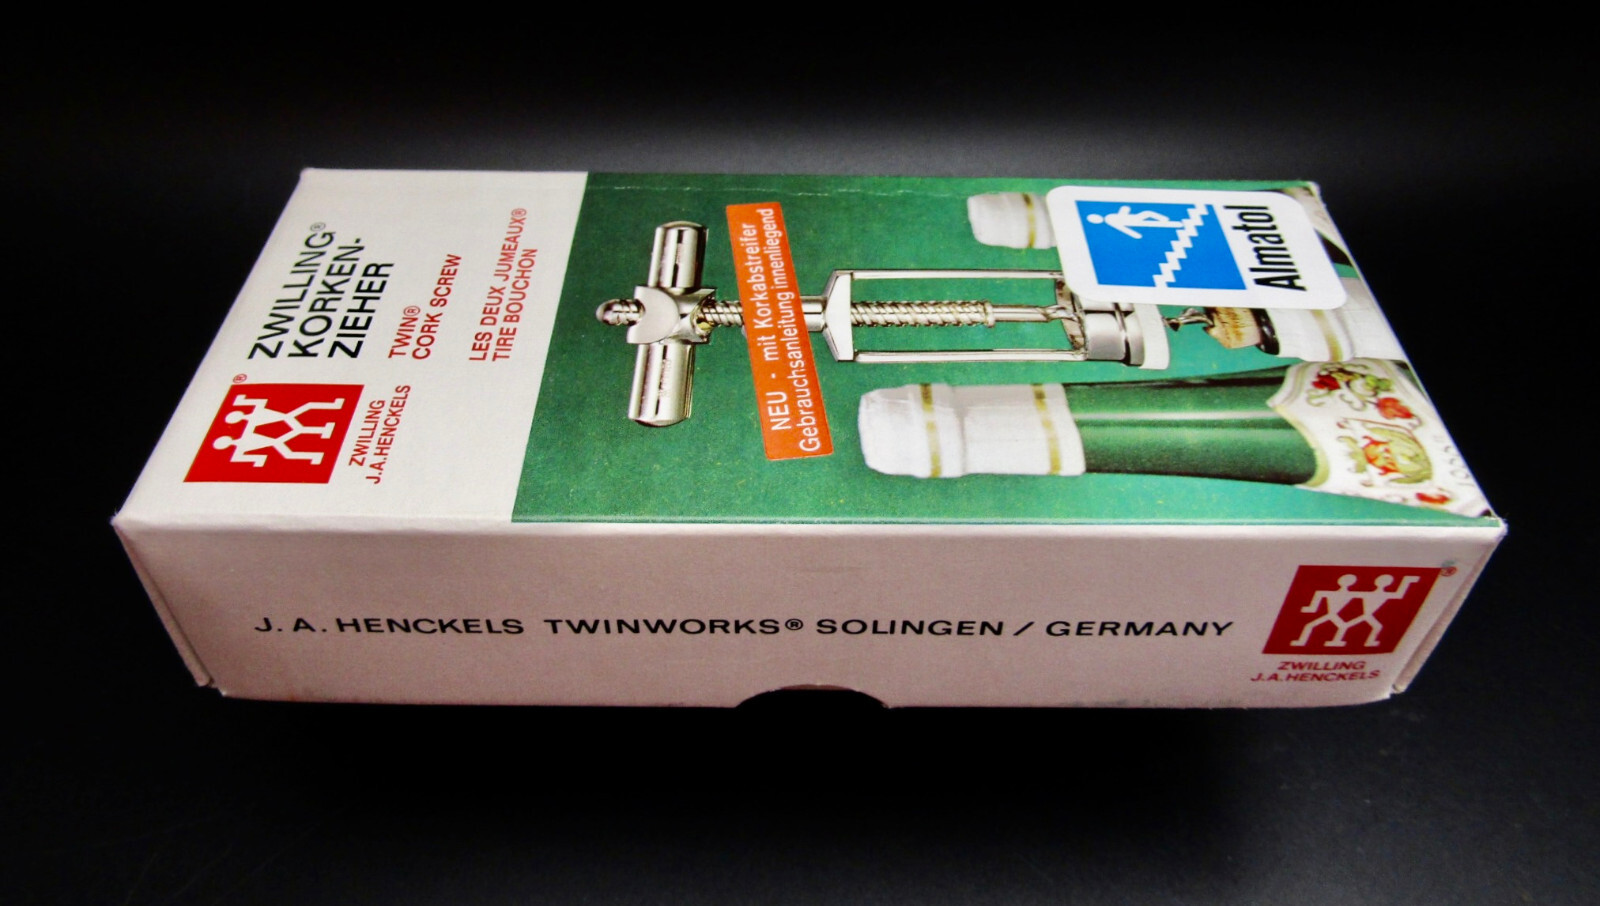 ZWILLING®
KORKEN-
ZIEHER
TWIN®
CORK SCREW
LES DEUX JUMEAUX®
TIRE BOUCHON
®
ZWILLING
J.A.HENCKELS
NEU - mit Korkabstreifer
Gebrauchsanleitung innenliegend
Almatol
J. A. HENCKELS TWINWORKS® SOLINGEN / GERMANY
®
ZWILLING
J.A.HENCKELS